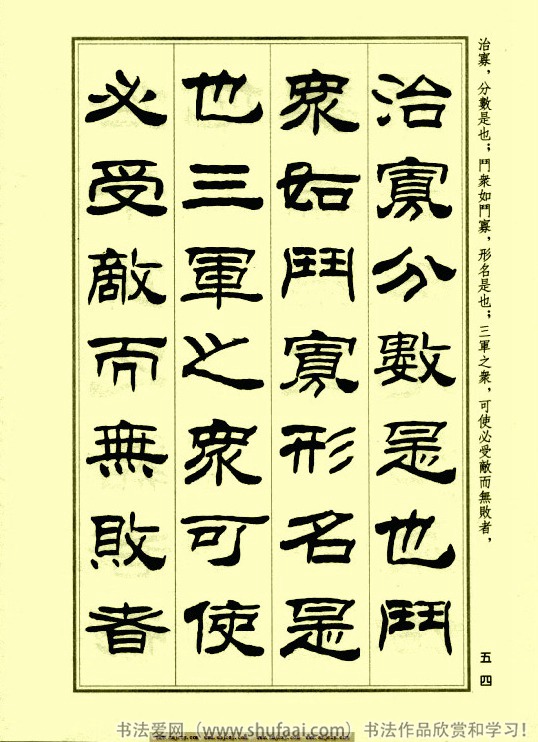 治寡，分數是也；鬥衆如鬥寡，形名是也；三軍之衆，可使必受敵而無敗者，
治寡分數是也鬥
衆如鬥寡形名是
也三軍之衆可使
必受敵而無敗者
五四
书法爱网（www.shufaai.com）书法作品欣赏和学习！